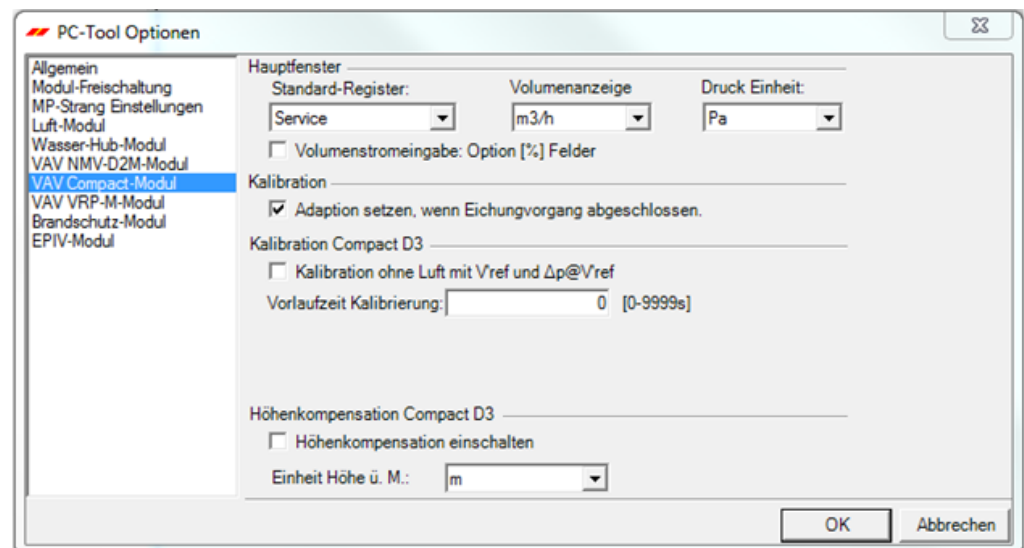 PC-Tool Optionen
Allgemein
Modul-Freischaltung
MP-Strang Einstellungen
Luft-Modul
Wasser-Hub-Modul
VAV NMV-D2M-Modul
VAV Compact-Modul
VAV VRP-M-Modul
Brandschutz-Modul
EPIV-Modul
Hauptfenster
Standard-Register: Volumenanzeige Druck Einheit:
Service m3/h Pa
Volumenstromeingabe: Option [%] Felder
Kalibration
Adaption setzen, wenn Eichungvorgang abgeschlossen.
Kalibration Compact D3
Kalibration ohne Luft mit V'ref und Δp@V'ref
Vorlaufzeit Kalibrierung: 0 [0-9999s]
Höhenkompensation Compact D3
Höhenkompensation einschalten
Einheit Höhe ü. M.: m
OK Abbrechen